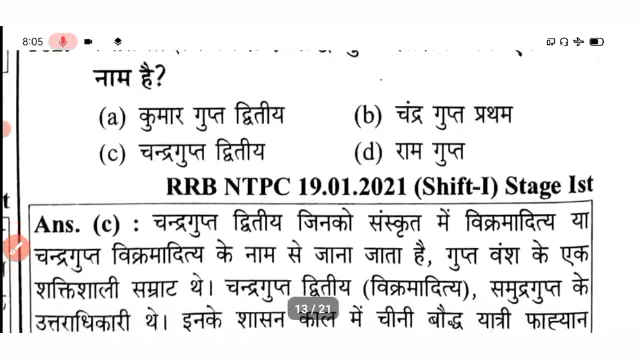 8:05
नाम है?
(a) कुमार गुप्त द्वितीय (b) चंद्र गुप्त प्रथम
(c) चन्द्रगुप्त द्वितीय (d) राम गुप्त
RRB NTPC 19.01.2021 (Shift-I) Stage Ist
Ans. (c) : चन्द्रगुप्त द्वितीय जिनको संस्कृत में विक्रमादित्य या
चन्द्रगुप्त विक्रमादित्य के नाम से जाना जाता है, गुप्त वंश के एक
शक्तिशाली सम्राट थे। चन्द्रगुप्त द्वितीय (विक्रमादित्य), समुद्रगुप्त के
13/21
उत्तराधिकारी थे। इनके शासन काल में चीनी बौद्ध यात्री फाह्यान